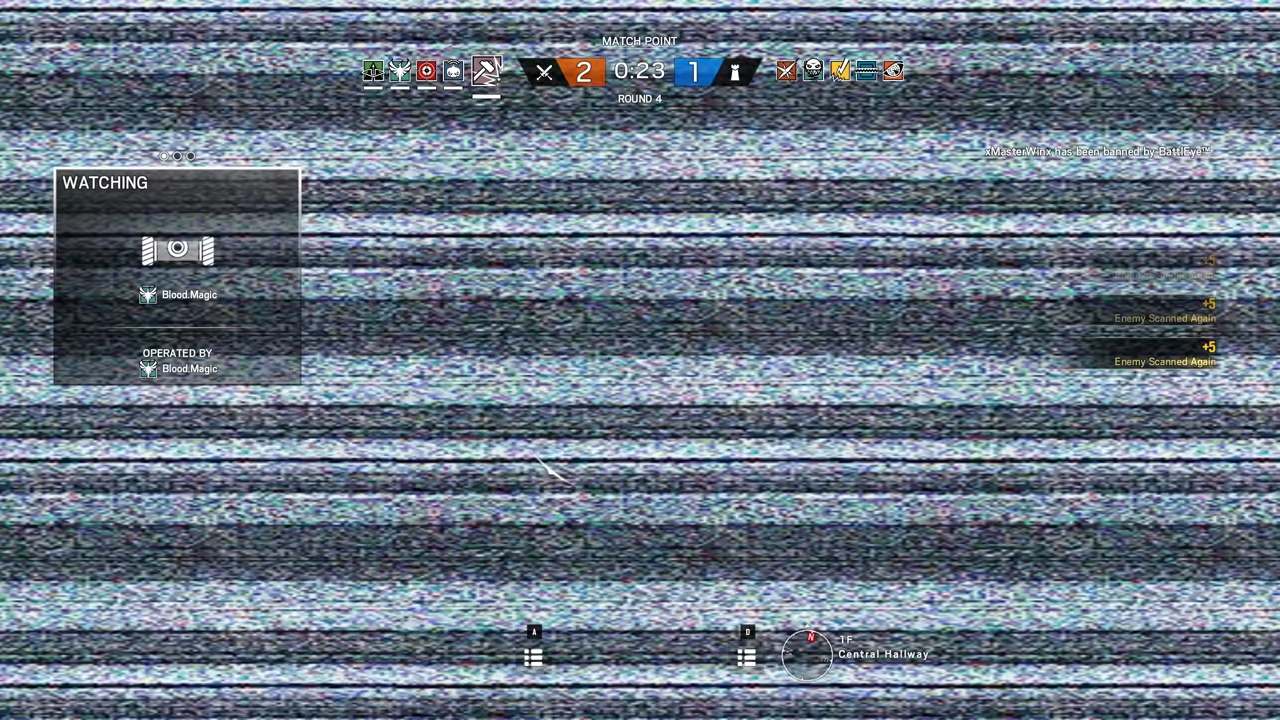 MATCH POINT
2 0:23 1
ROUND 4
xMasterWinx has been banned by BattlEye™
WATCHING
Blood.Magic
OPERATED BY
Blood.Magic
+5
+5
Enemy Scanned Again
+5
Enemy Scanned Again
A
D
N
1F
Central Hallway